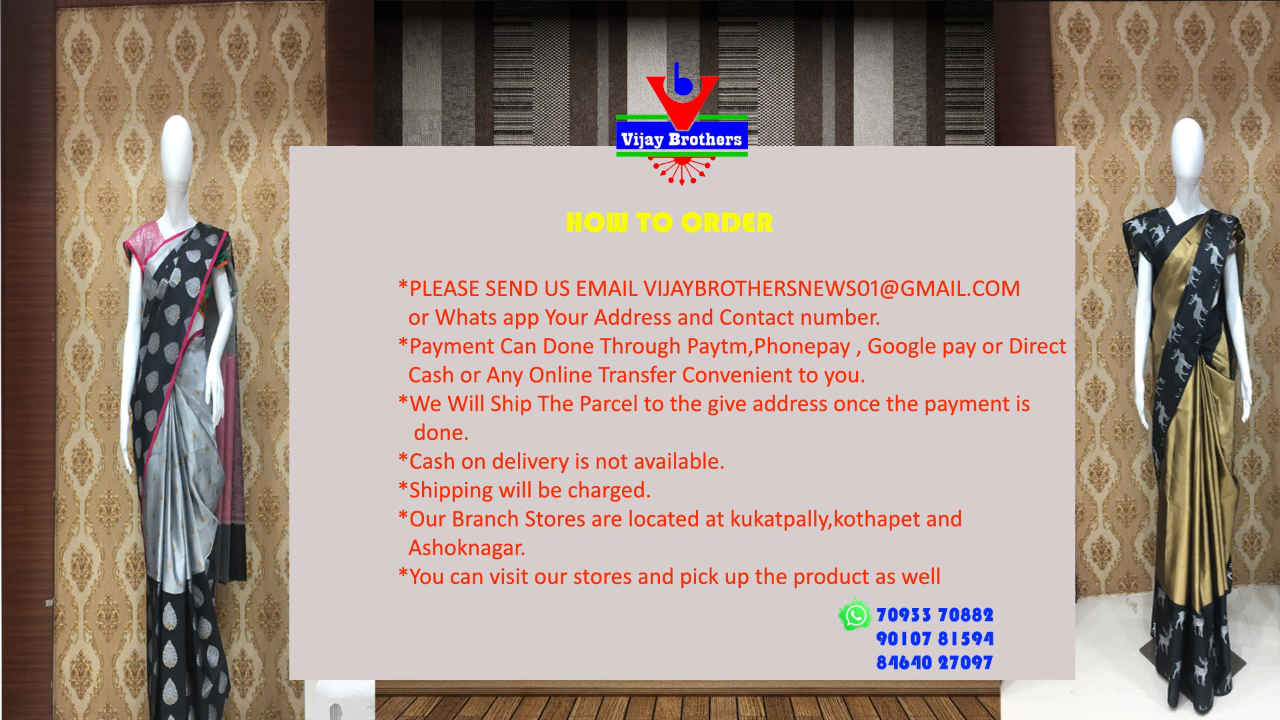 Vijay Brothers
HOW TO ORDER
*PLEASE SEND US EMAIL VIJAYBROTHERSNEWS01@GMAIL.COM
or Whats app Your Address and Contact number.
*Payment Can Done Through Paytm,Phonepay , Google pay or Direct
Cash or Any Online Transfer Convenient to you.
*We Will Ship The Parcel to the give address once the payment is
done.
*Cash on delivery is not available.
*Shipping will be charged.
*Our Branch Stores are located at kukatpally,kothapet and
Ashoknagar.
*You can visit our stores and pick up the product as well
70933 70882
90107 81594
84640 27097